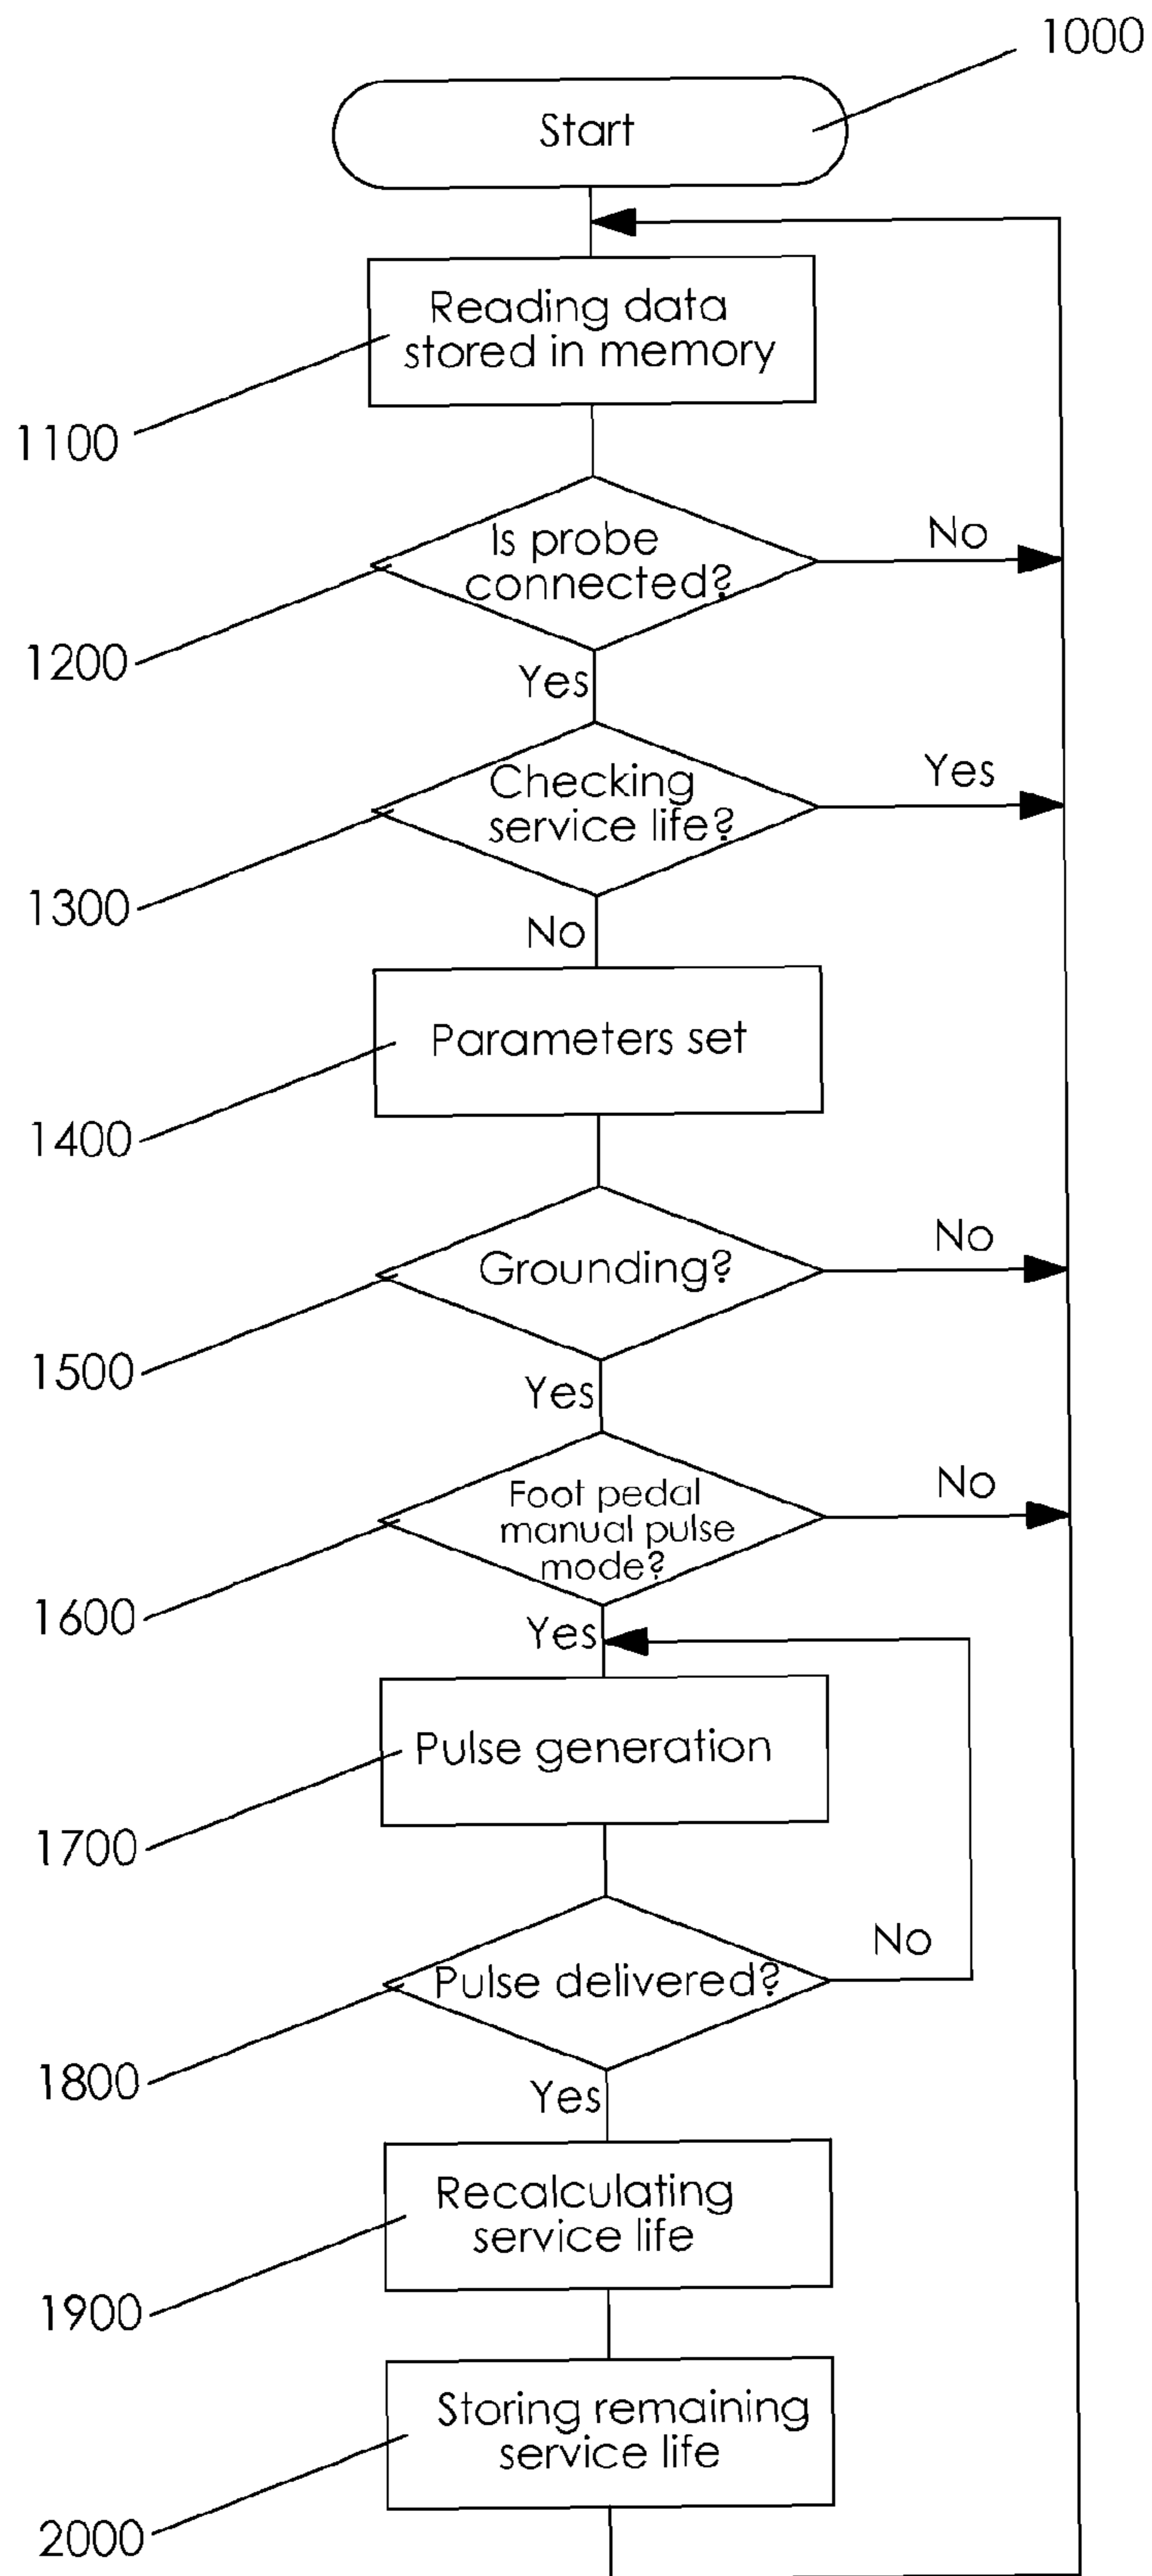 1000
Start
Reading data
stored in memory
1100
Is probe
connected?
No
1200
Yes
Checking
service life?
Yes
1300
No
Parameters set
1400
Grounding?
No
1500
Yes
Foot pedal
manual pulse
mode?
No
1600
Yes
Pulse generation
1700
Pulse delivered?
No
1800
Yes
Recalculating
service life
1900
Storing remaining
service life
2000